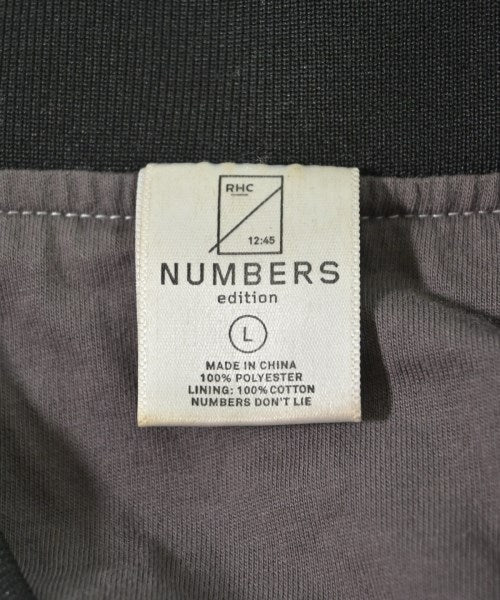 RHC
12:45
NUMBERS
edition
L
MADE IN CHINA
100% POLYESTER
LINING: 100% COTTON
NUMBERS DON'T LIE